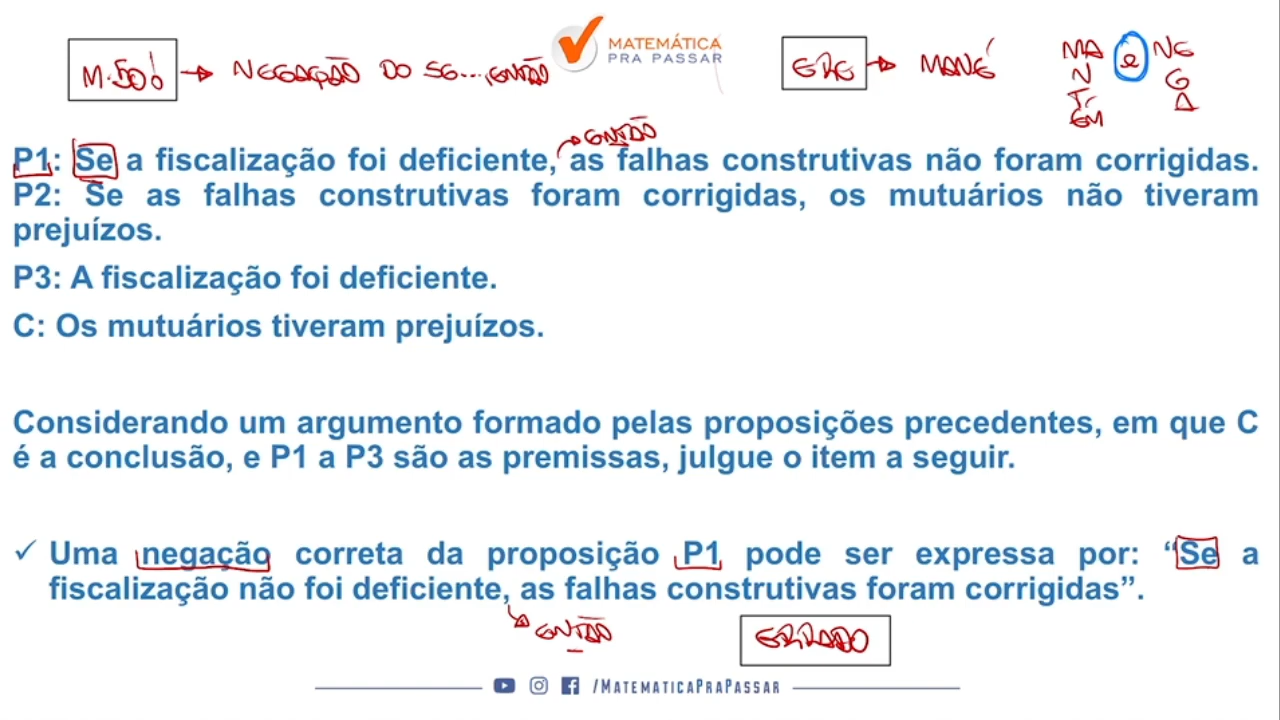 MATEMÁTICA
PRA PASSAR
→ NEGAÇÃO DO SE...ENTÃO
→ MANÉ
MA e NE
N G
T A
ÉM
→ ENTÃO
P1: Se a fiscalização foi deficiente, as falhas construtivas não foram corrigidas.
P2: Se as falhas construtivas foram corrigidas, os mutuários não tiveram
prejuízos.
P3: A fiscalização foi deficiente.
C: Os mutuários tiveram prejuízos.
Considerando um argumento formado pelas proposições precedentes, em que C
é a conclusão, e P1 a P3 são as premissas, julgue o item a seguir.
✓ Uma negação correta da proposição P1 pode ser expressa por: “Se a
fiscalização não foi deficiente, as falhas construtivas foram corrigidas”.
ENTÃO
ERRADO
/MATEMATICAPRAPASSAR